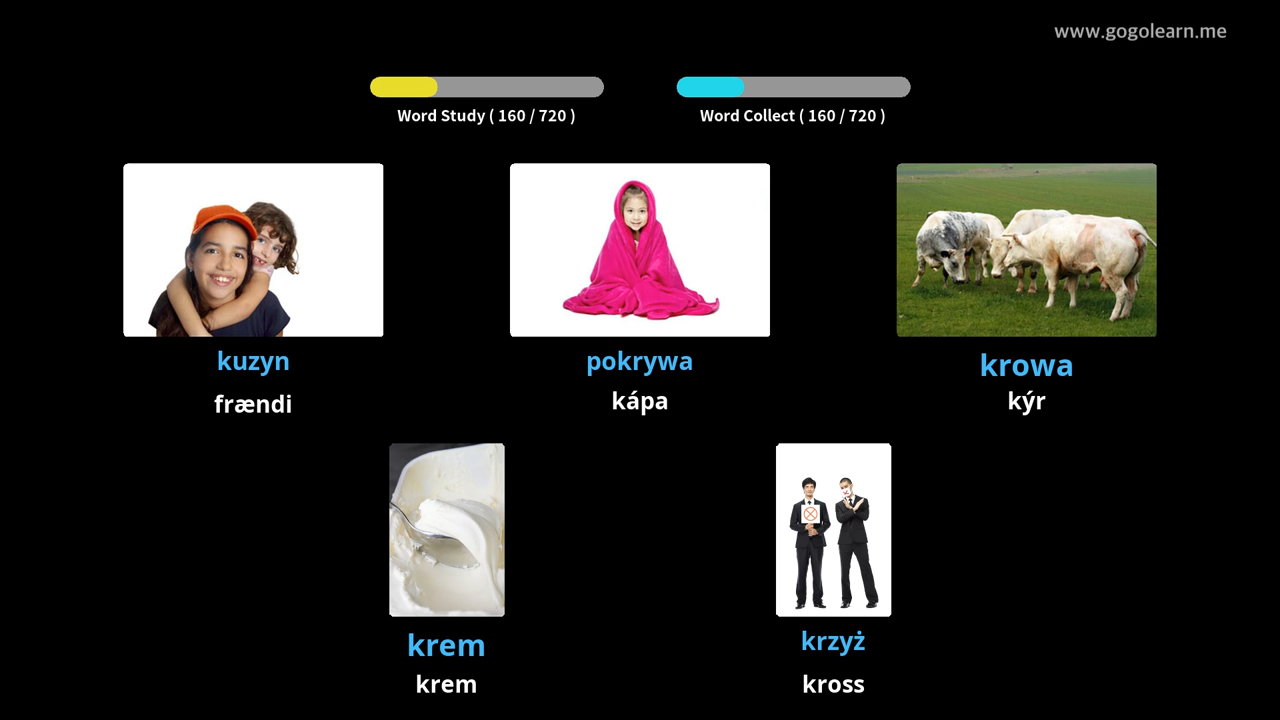 www.gogolearn.me
Word Study ( 160 / 720 )
Word Collect ( 160 / 720 )
kuzyn
frændi
pokrywa
kápa
krowa
kýr
krem
krem
krzyż
kross